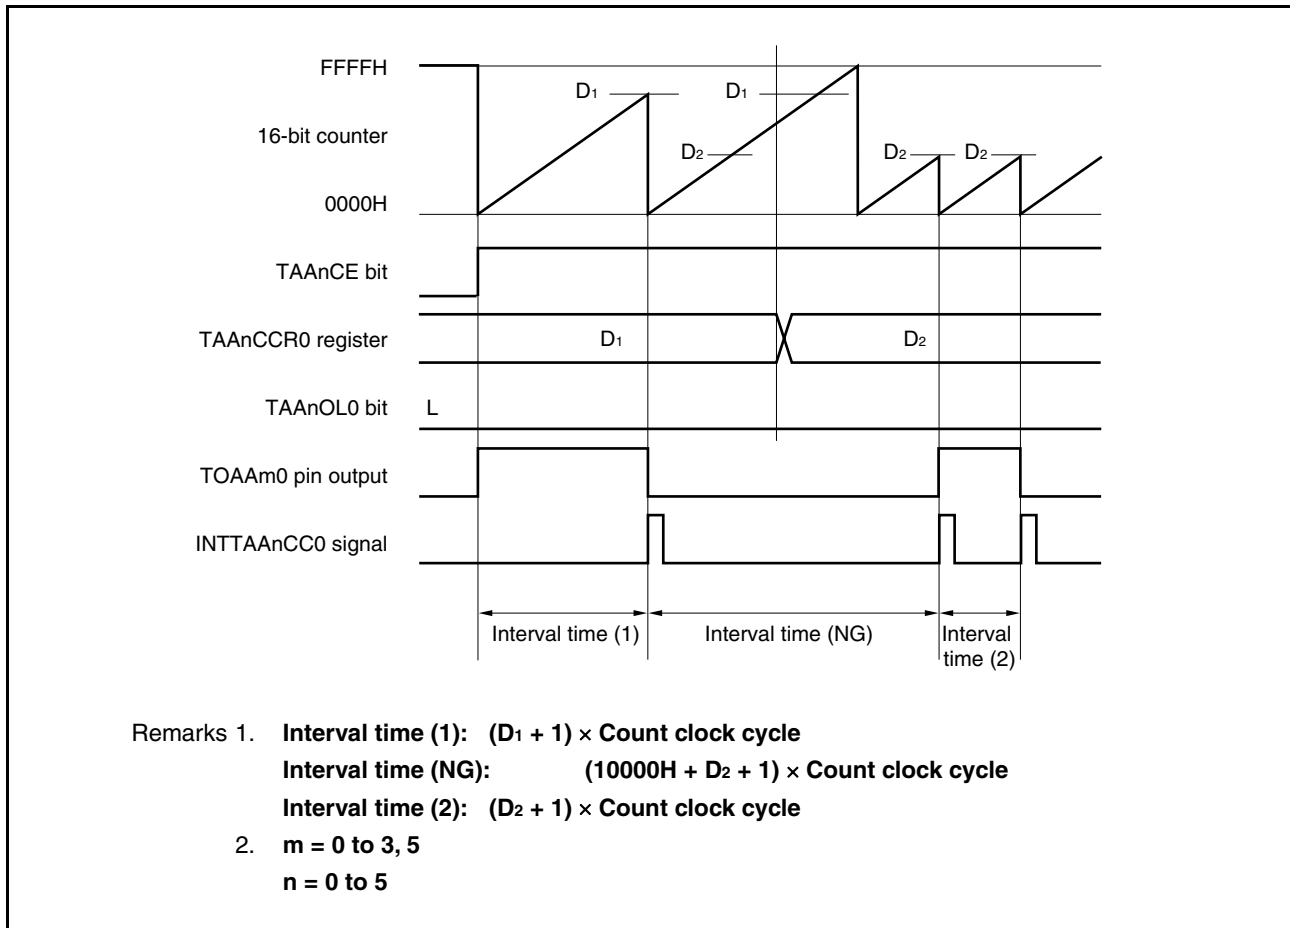 FFFFH
D1 D1
16-bit counter
D2 D2 D2
0000H
TAAnCE bit
TAAnCCR0 register D1 D2
TAAnOL0 bit L
TOAAm0 pin output
INTTAAnCC0 signal
Interval time (1) Interval time (NG) Interval
time (2)
Remarks 1. Interval time (1): (D1 + 1) × Count clock cycle
Interval time (NG): (10000H + D2 + 1) × Count clock cycle
Interval time (2): (D2 + 1) × Count clock cycle
2. m = 0 to 3, 5
n = 0 to 5